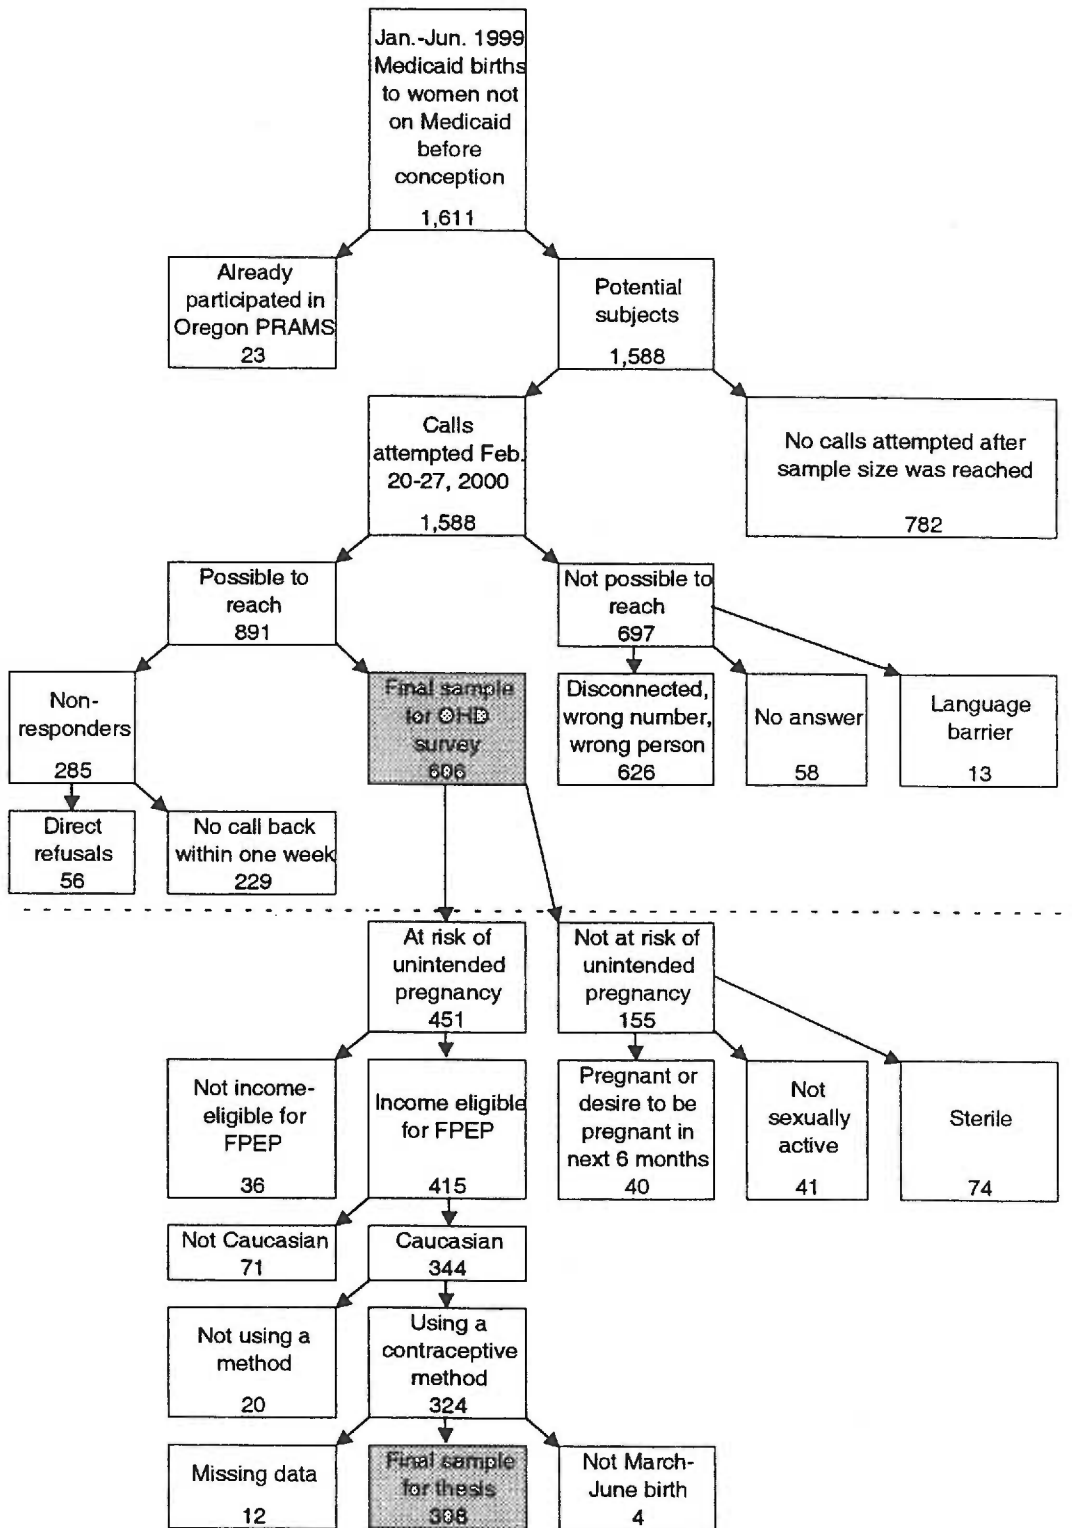 Jan.-Jun. 1999
Medicaid births
to women not
on Medicaid
before
conception
1,611
Already
participated in
Oregon PRAMS
23
Potential
subjects
1,588
Calls
attempted Feb.
20-27, 2000
1,588
No calls attempted after
sample size was reached
782
Possible to
reach
891
Not possible to
reach
697
Non-
responders
285
Final sample
for OHD
survey
606
Disconnected,
wrong number,
wrong person
626
No answer
58
Language
barrier
13
Direct
refusals
56
No call back
within one week
229
At risk of
unintended
pregnancy
451
Not at risk of
unintended
pregnancy
155
Not income-
eligible for
FPEP
36
Income eligible
for FPEP
415
Pregnant or
desire to be
pregnant in
next 6 months
40
Not
sexually
active
41
Sterile
74
Not Caucasian
71
Caucasian
344
Not using a
method
20
Using a
contraceptive
method
324
Missing data
12
Final sample
for thesis
308
Not March-
June birth
4